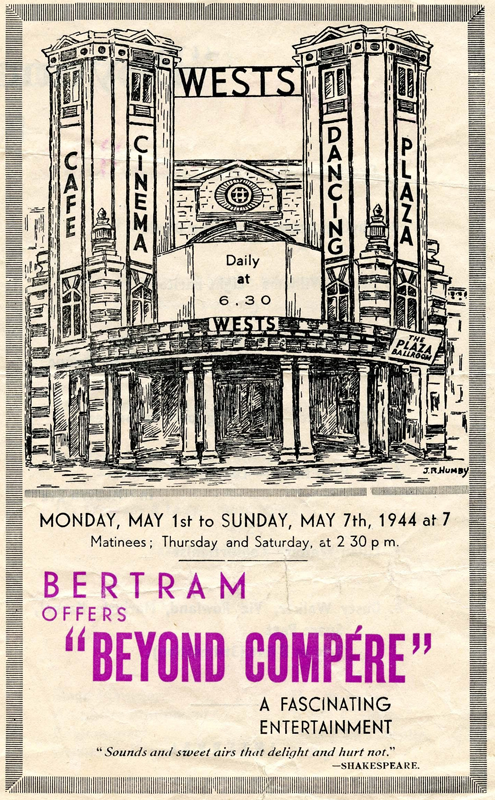 WESTS
CAFE
CINEMA
DANCING
PLAZA
Daily
at
6.30
WESTS
THE
PLAZA
BALLROOM
J.R.HUMBY
MONDAY, MAY 1st to SUNDAY, MAY 7th, 1944 at 7
Matinees; Thursday and Saturday, at 2 30 p m.
BERTRAM
OFFERS
“BEYOND COMPÉRE”
A FASCINATING
ENTERTAINMENT
“Sounds and sweet airs that delight and hurt not.”
—SHAKESPEARE.